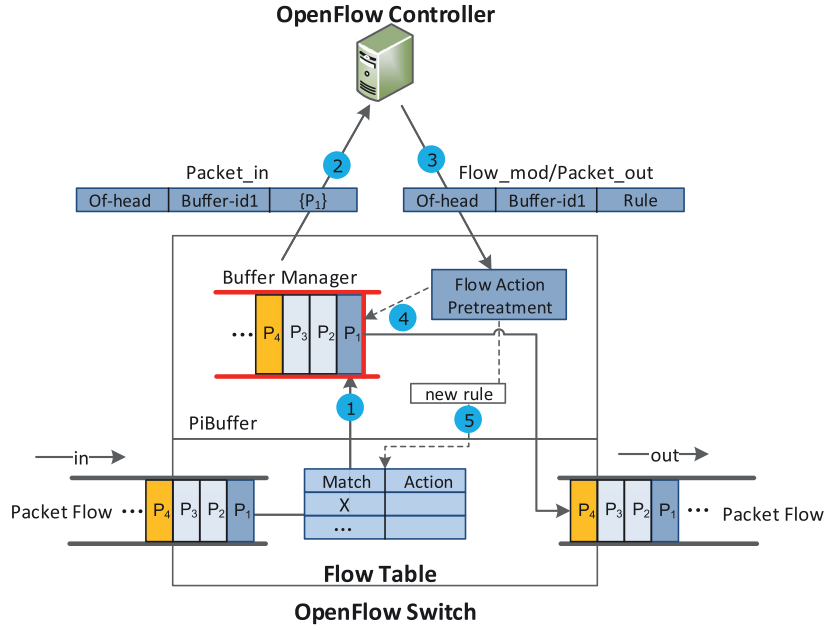 OpenFlow Controller
2
3
Packet_in
Flow_mod/Packet_out
Of-head Buffer-id1 {P1}
Of-head Buffer-id1 Rule
Buffer Manager
Flow Action
Pretreatment
... P4 P3 P2 P1
4
new rule
1
5
PiBuffer
in
out
Match Action
X
...
Packet Flow ... P4 P3 P2 P1
P4 P3 P2 P1 ... Packet Flow
Flow Table
OpenFlow Switch